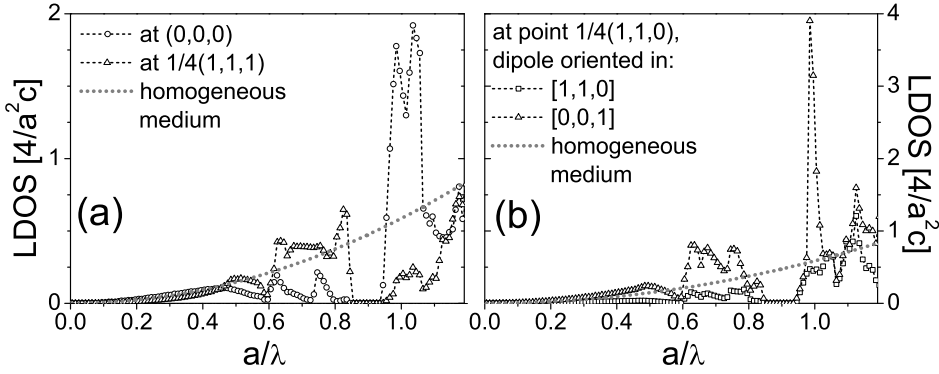 2
1
0
LDOS [4/a²c]
at (0,0,0)
at 1/4(1,1,1)
homogeneous
medium
(a)
0.0 0.2 0.4 0.6 0.8 1.0
a/λ
at point 1/4(1,1,0),
dipole oriented in:
[1,1,0]
[0,0,1]
homogeneous
medium
(b)
0.0 0.2 0.4 0.6 0.8 1.0
a/λ
4
3
2
1
0
LDOS [4/a²c]